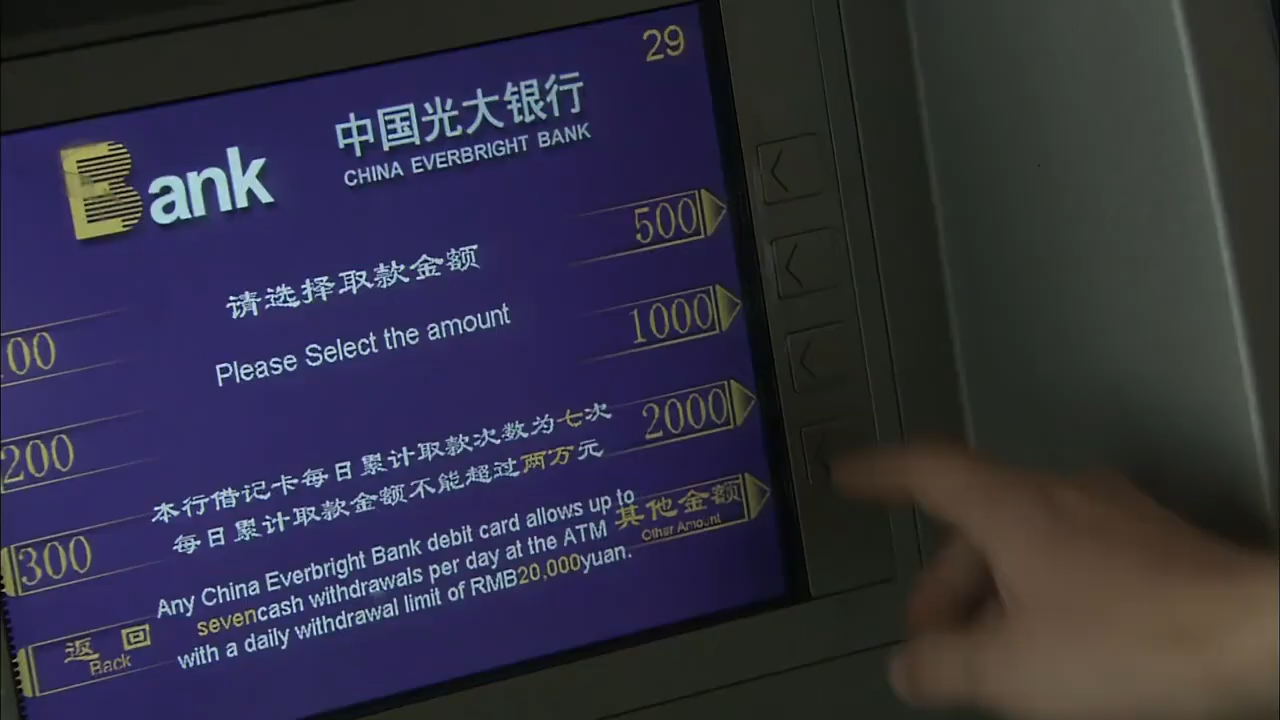 29
Bank
中国光大银行
CHINA EVERBRIGHT BANK
请选择取款金额
Please Select the amount
500
1000
2000
其他金额
Other Amount
00
200
300
返回
Back
本行借记卡每日累计取款次数为七次
每日累计取款金额不能超过两万元
Any China Everbright Bank debit card allows up to
sevencash withdrawals per day at the ATM
with a daily withdrawal limit of RMB20,000yuan.